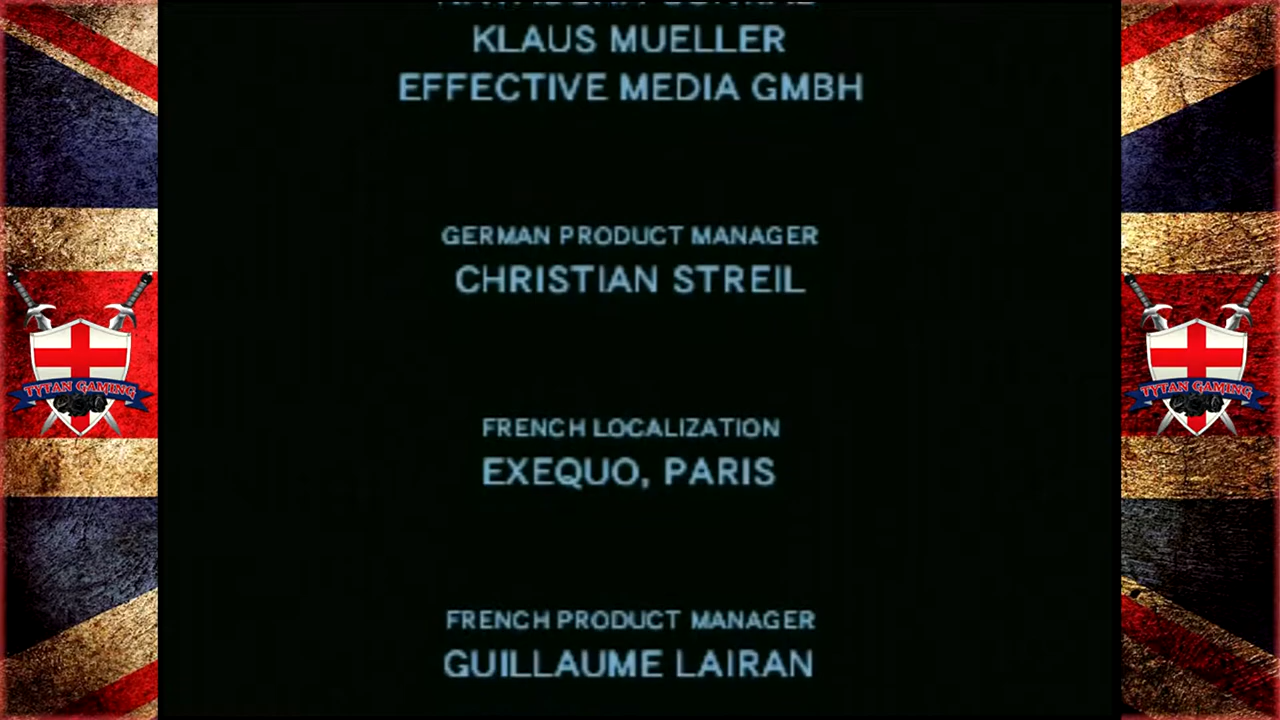 KLAUS MUELLER
EFFECTIVE MEDIA GMBH
GERMAN PRODUCT MANAGER
CHRISTIAN STREIL
FRENCH LOCALIZATION
EXEQUO, PARIS
FRENCH PRODUCT MANAGER
GUILLAUME LAIRAN
TYTAN GAMING
TYTAN GAMING